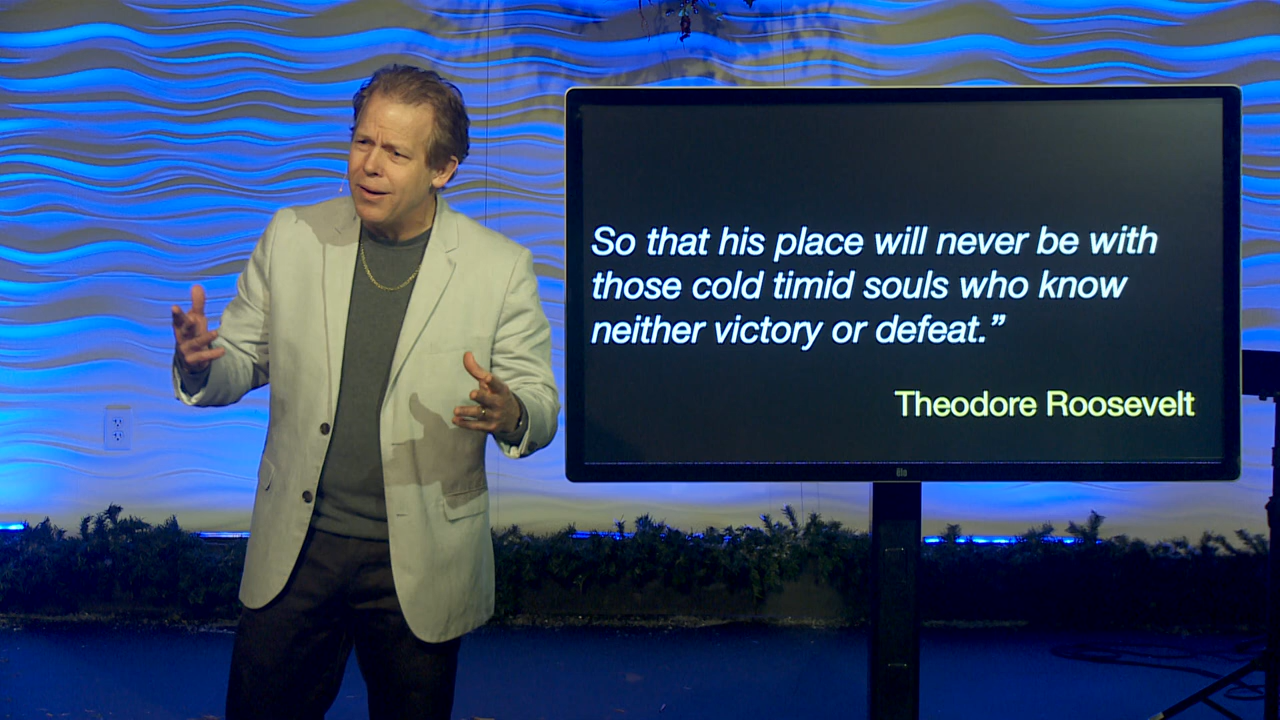 So that his place will never be with
those cold timid souls who know
neither victory or defeat.”
Theodore Roosevelt
elo